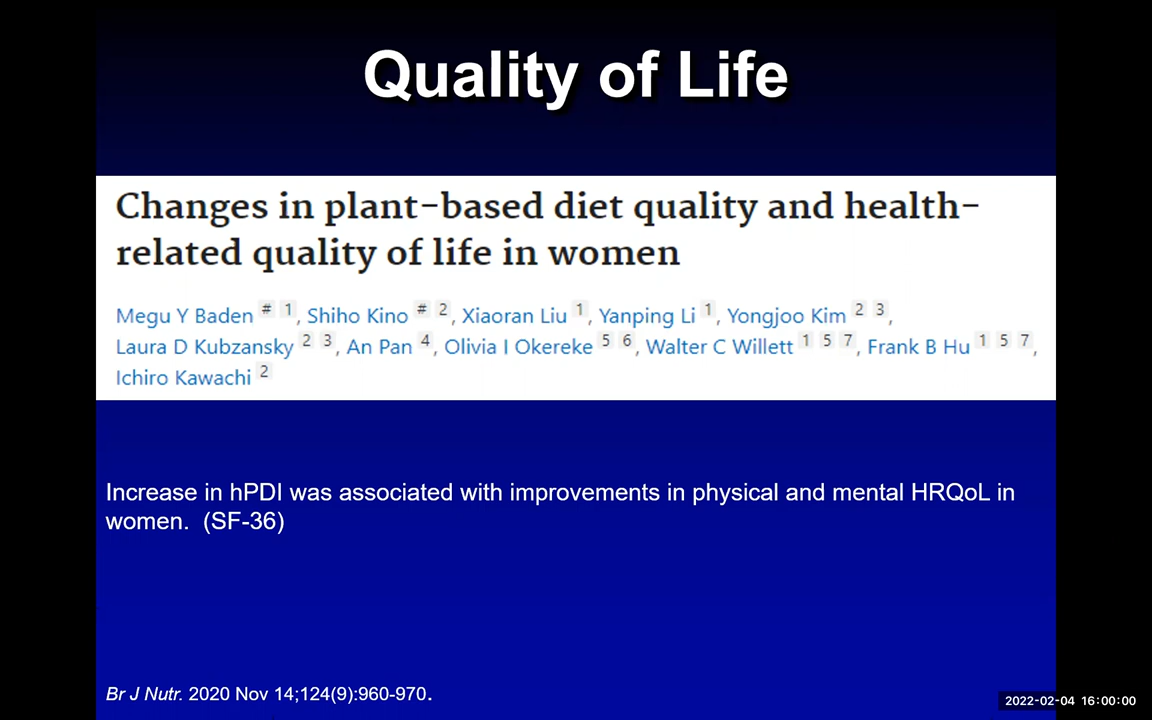 Quality of Life
Changes in plant-based diet quality and health-
related quality of life in women
Megu Y Baden # 1, Shiho Kino # 2, Xiaoran Liu 1, Yanping Li 1, Yongjoo Kim 2 3,
Laura D Kubzansky 2 3, An Pan 4, Olivia I Okereke 5 6, Walter C Willett 1 5 7, Frank B Hu 1 5 7,
Ichiro Kawachi 2
Increase in hPDI was associated with improvements in physical and mental HRQoL in
women. (SF-36)
Br J Nutr. 2020 Nov 14;124(9):960-970.
2022-02-04 16:00:00